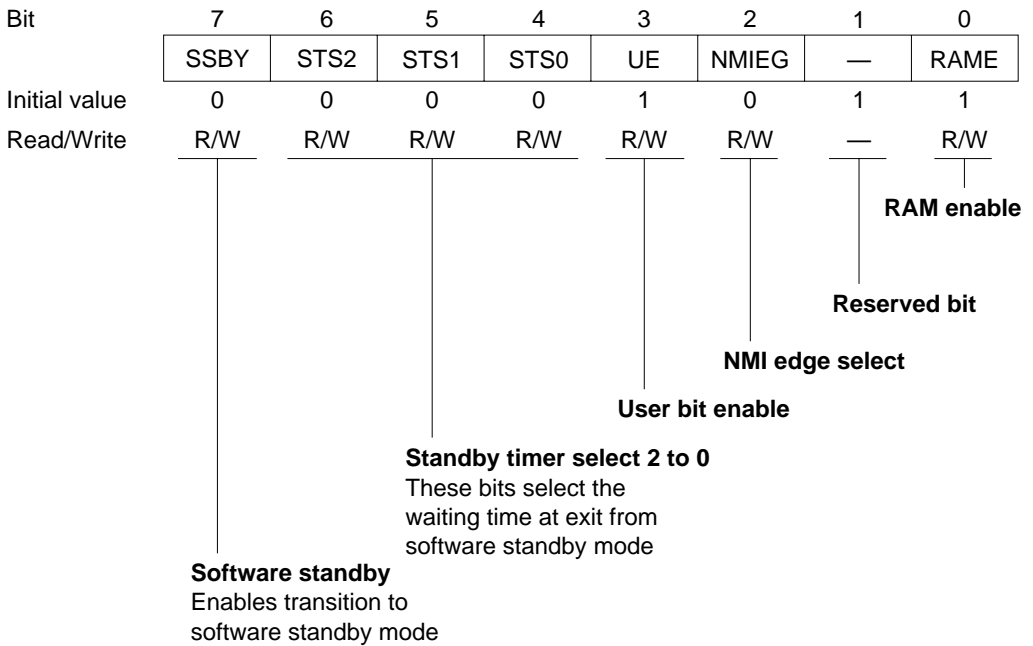 Bit 7 6 5 4 3 2 1 0
SSBY STS2 STS1 STS0 UE NMIEG — RAME
Initial value 0 0 0 0 1 0 1 1
Read/Write R/W R/W R/W R/W R/W R/W — R/W
RAM enable
Reserved bit
NMI edge select
User bit enable
Standby timer select 2 to 0
These bits select the
waiting time at exit from
software standby mode
Software standby
Enables transition to
software standby mode